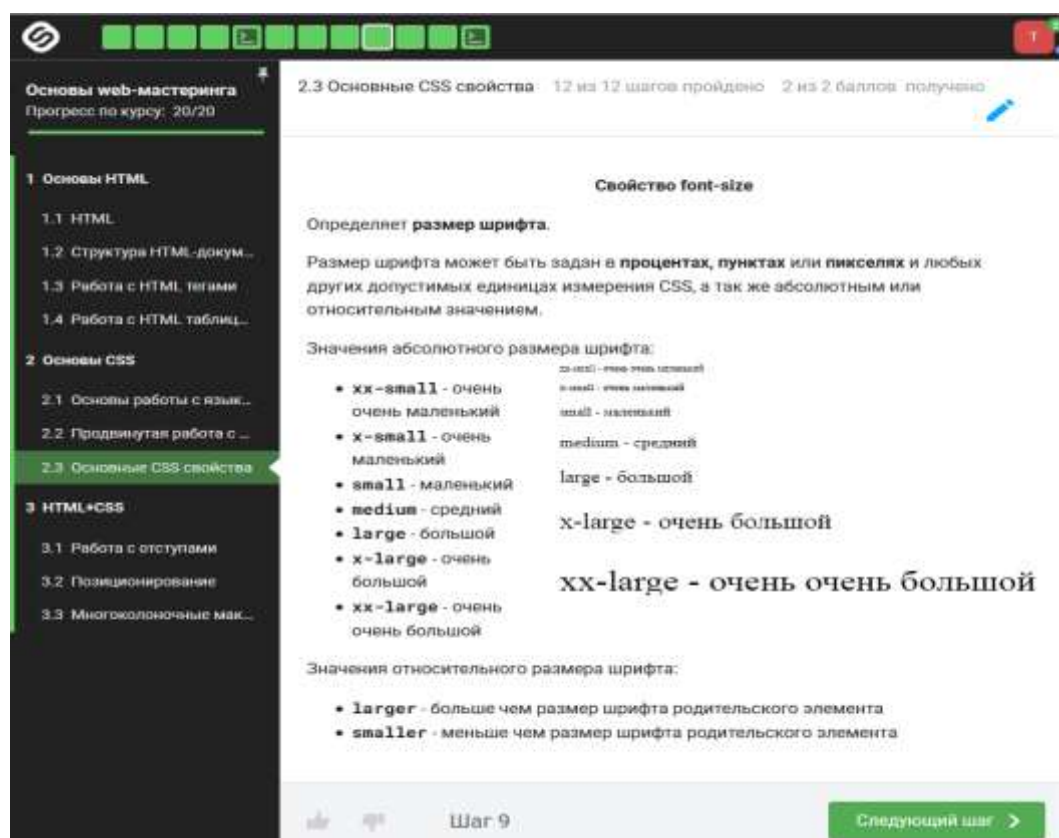 Т
Основы web-мастеринга
Прогресс по курсу: 20/20
1 Основы HTML
1.1 HTML
1.2 Структура HTML-докум...
1.3 Работа с HTML тегами
1.4 Работа с HTML таблиц...
2 Основы CSS
2.1 Основы работы с язык...
2.2 Продвинутая работа с ...
2.3 Основные CSS свойства
3 HTML+CSS
3.1 Работа с отступами
3.2 Позиционирование
3.3 Многоколоночные мак...
2.3 Основные CSS свойства 12 из 12 шагов пройдено 2 из 2 баллов получено
Свойство font-size
Определяет размер шрифта.
Размер шрифта может быть задан в процентах, пунктах или пикселях и любых
других допустимых единицах измерения CSS, а так же абсолютным или
относительным значением.
Значения абсолютного размера шрифта:
• xx-small - очень
очень маленький
• x-small - очень
маленький
• small - маленький
• medium - средний
• large - большой
• x-large - очень
большой
• xx-large - очень
очень большой
xx-small - очень очень маленький
x-small - очень маленький
small - маленький
medium - средний
large - большой
x-large - очень большой
xx-large - очень очень большой
Значения относительного размера шрифта:
• larger - больше чем размер шрифта родительского элемента
• smaller - меньше чем размер шрифта родительского элемента
Шаг 9
Следующий шаг